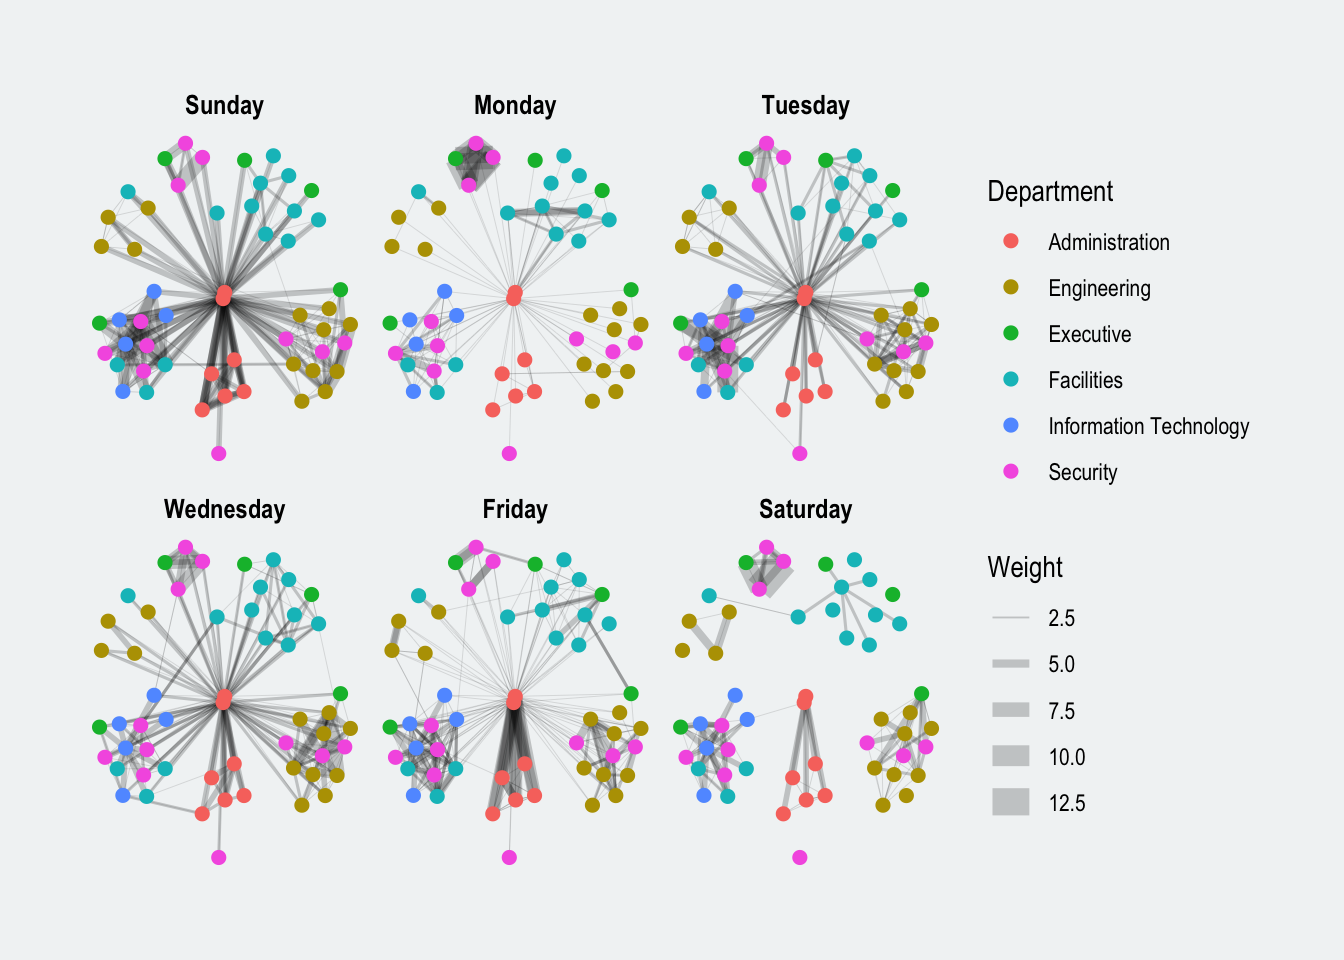 Sunday
Monday
Tuesday
Wednesday
Friday
Saturday
Department
Administration
Engineering
Executive
Facilities
Information Technology
Security
Weight
2.5
5.0
7.5
10.0
12.5